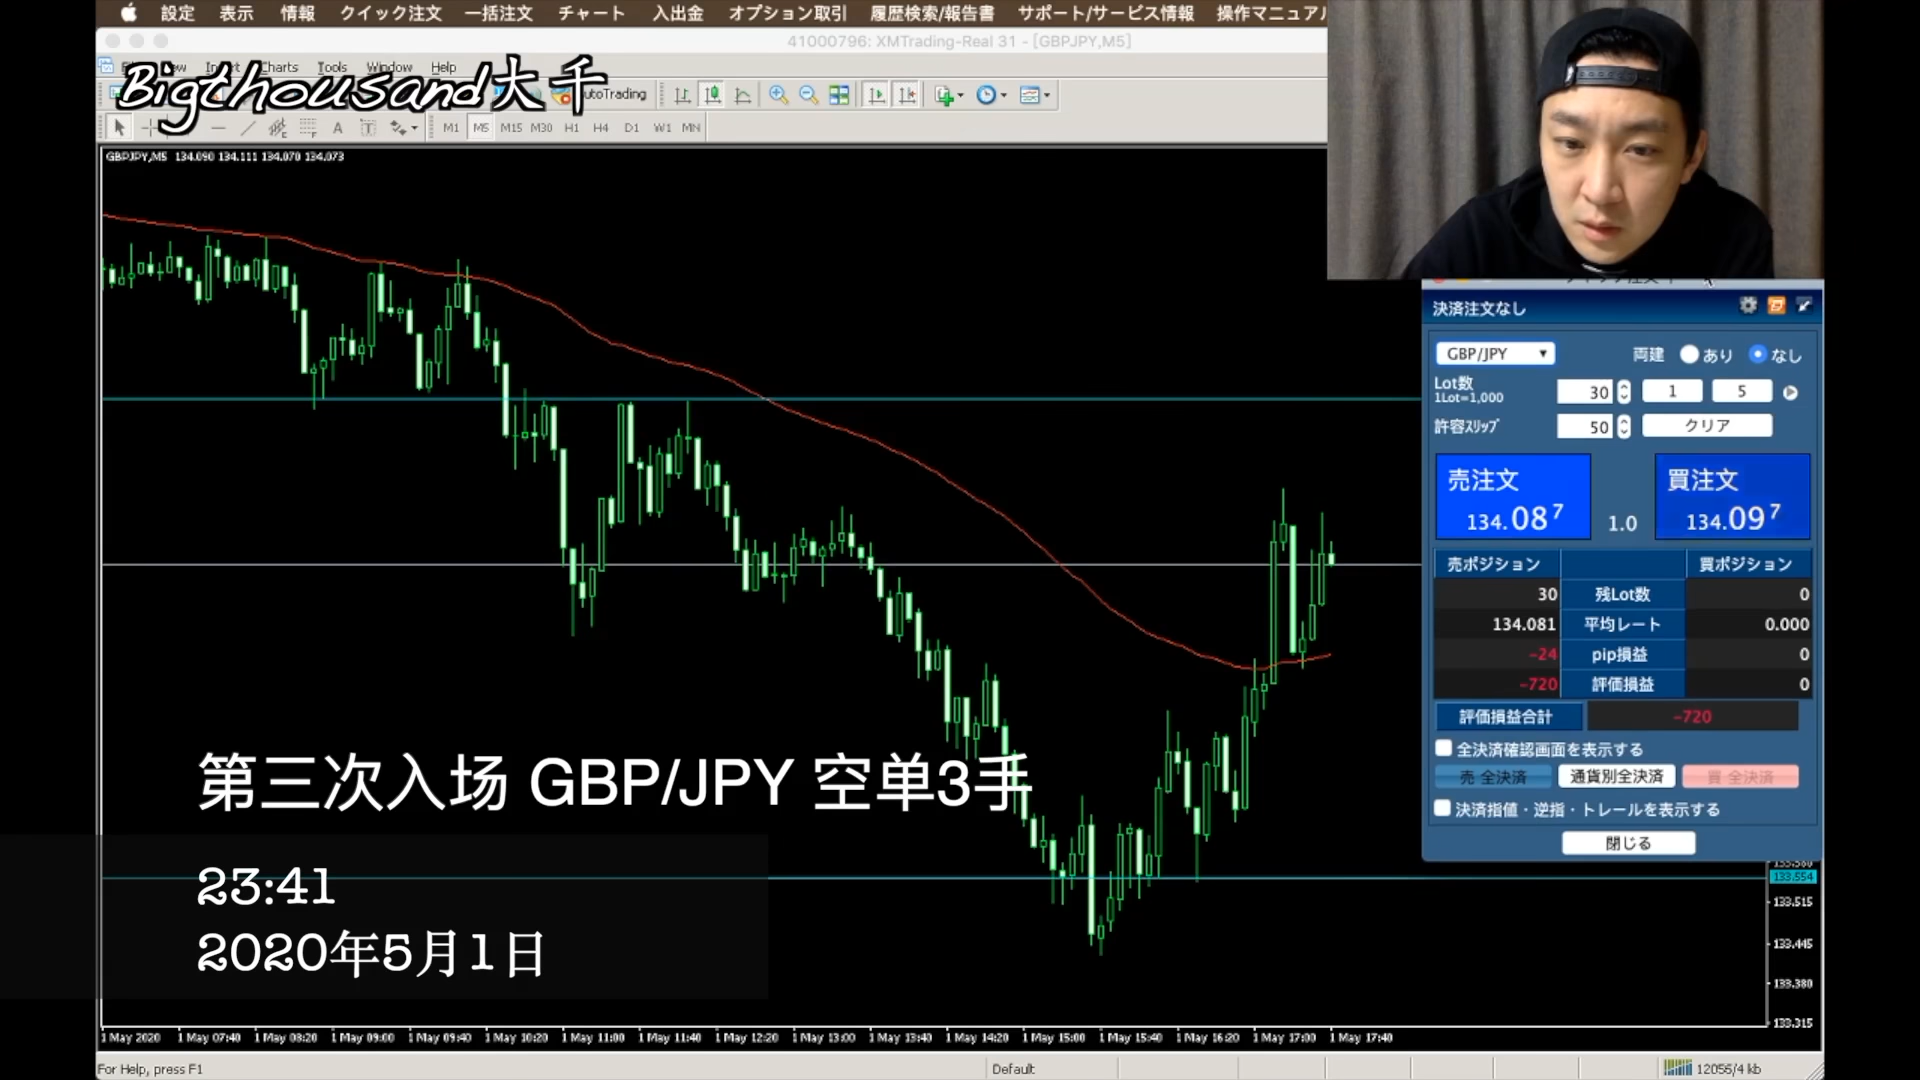 設定 表示 情報 クイック注文 一括注文 チャート 入出金 オプション取引 履歴検索/報告書 サポート/サービス情報 操作マニュアル
41000796: XMTrading-Real 31 - [GBPJPY,M5]
Charts Tools Window Help
Bigthousand大千
AutoTrading
M1 M5 M15 M30 H1 H4 D1 W1 MN
GBPJPY,M5 134.090 134.111 134.070 134.073
決済注文なし
GBP/JPY 両建 あり なし
Lot数 30 1 5
1Lot=1,000
許容スリップ 50 クリア
売注文 買注文
134.087 1.0 134.097
売ポジション 買ポジション
30 残Lot数 0
134.081 平均レート 0.000
-24 pip損益 0
-720 評価損益 0
評価損益合計 -720
全決済確認画面を表示する
売 全決済 通貨別全決済 買 全決済
決済指値・逆指・トレールを表示する
閉じる
第三次入场 GBP/JPY 空单3手
23:41
2020年5月1日
133.554
133.515
133.445
133.380
133.315
1 May 2020 1 May 07:40 1 May 08:20 1 May 09:00 1 May 09:40 1 May 10:20 1 May 11:00 1 May 11:40 1 May 12:20 1 May 13:00 1 May 13:40 1 May 14:20 1 May 15:00 1 May 15:40 1 May 16:20 1 May 17:00 1 May 17:40
For Help, press F1 Default 12055/4 kb